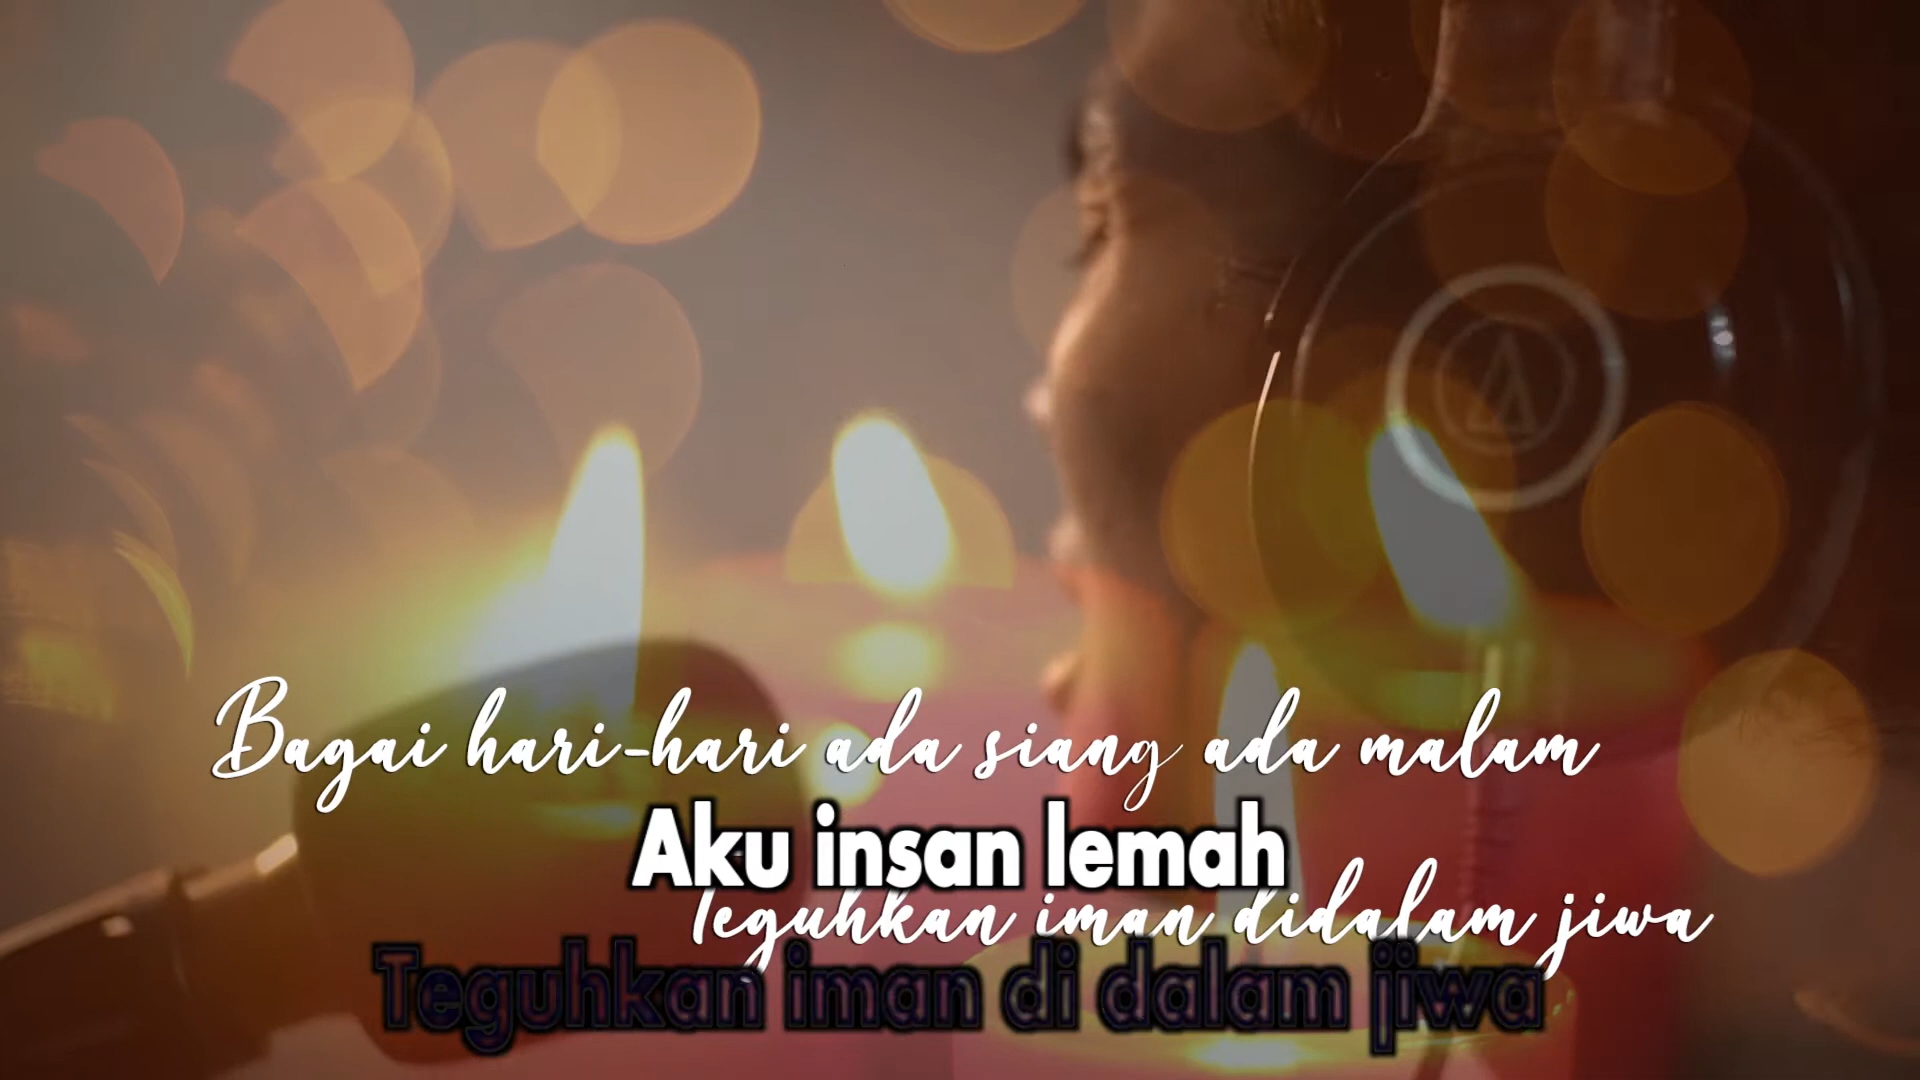 Bagai hari-hari ada siang ada malam
Aku insan lemah
Teguhkan iman didalam jiwa
Teguhkan iman di dalam jiwa